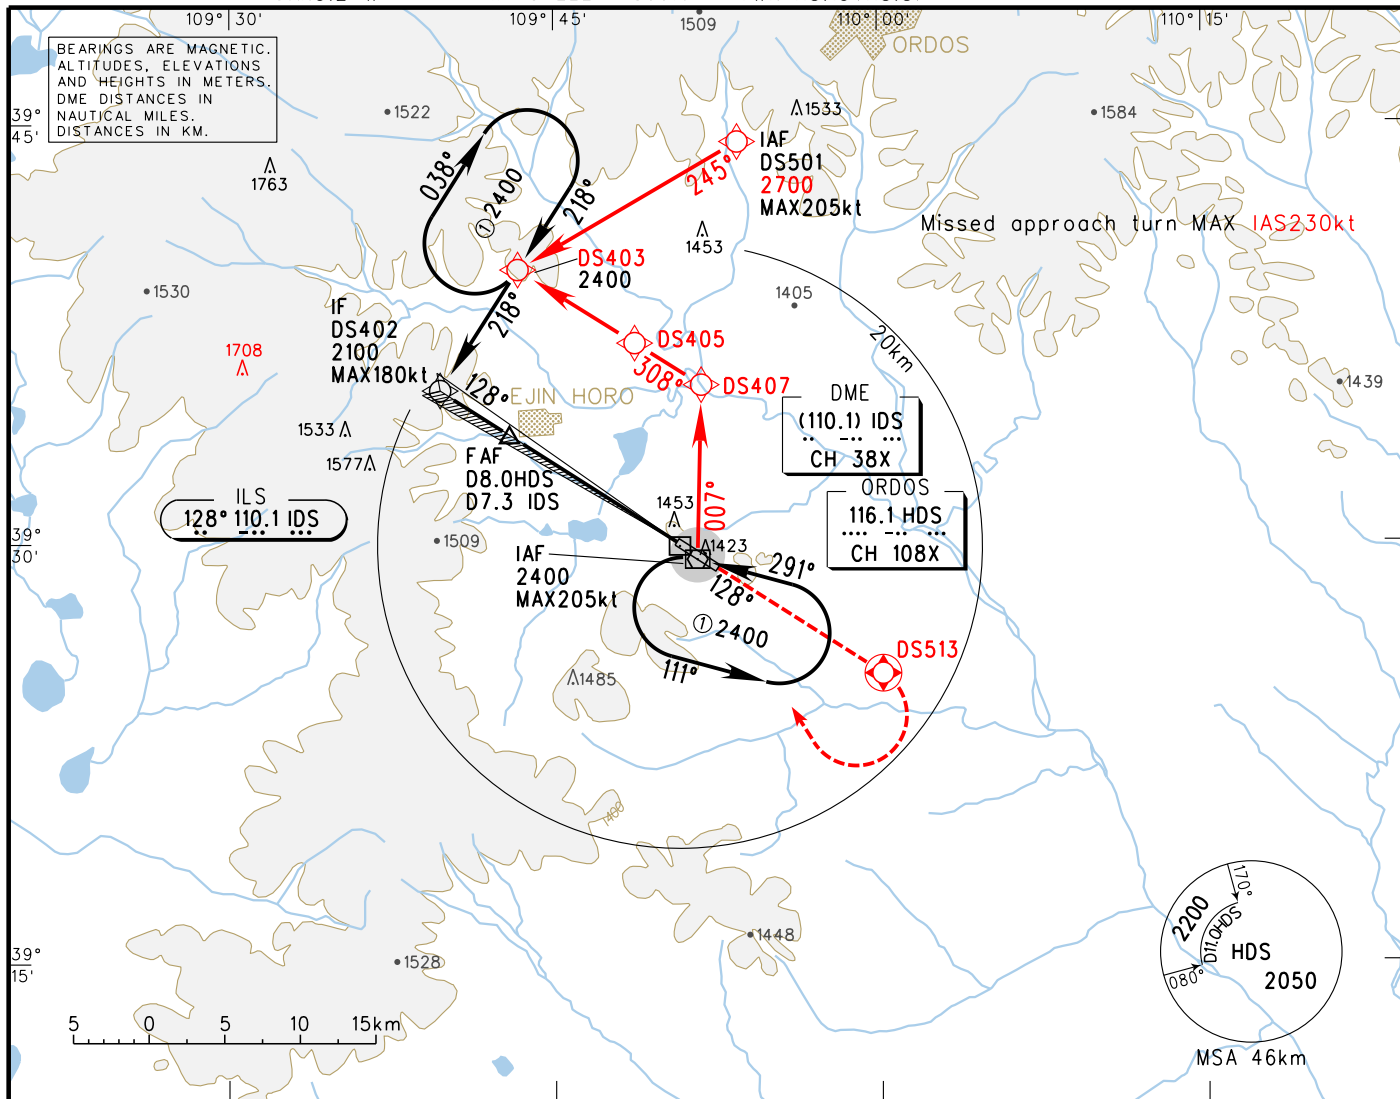 109° 30'
109° 45'
1509
110° 00'
110° 15'
BEARINGS ARE MAGNETIC.
ALTITUDES, ELEVATIONS
AND HEIGHTS IN METERS.
DME DISTANCES IN
NAUTICAL MILES.
DISTANCES IN KM.
ORDOS
39°
45'
1522
1533
1584
1763
038°
① 2400
218°
245°
IAF
DS501
2700
MAX205kt
1453
Missed approach turn MAX IAS230kt
DS403
2400
1530
218°
1405
20km
IF
DS402
2100
MAX180kt
1708
DS405
308°
DS407
1439
128°
EJIN HORO
DME
(110.1) IDS
·· -·· ···
CH 38X
1533
1577
FAF
D8.0HDS
D7.3 IDS
ILS
128° 110.1 IDS
·· -·· ···
ORDOS
116.1 HDS
···· -·· ···
CH 108X
007°
1453
1423
1509
39°
30'
IAF
2400
MAX205kt
291°
128°
① 2400
111°
DS513
1485
1400
1448
1528
39°
15'
170°
2200
D11.0HDS
HDS
080°
2050
MSA 46km
5 0 5 10 15km